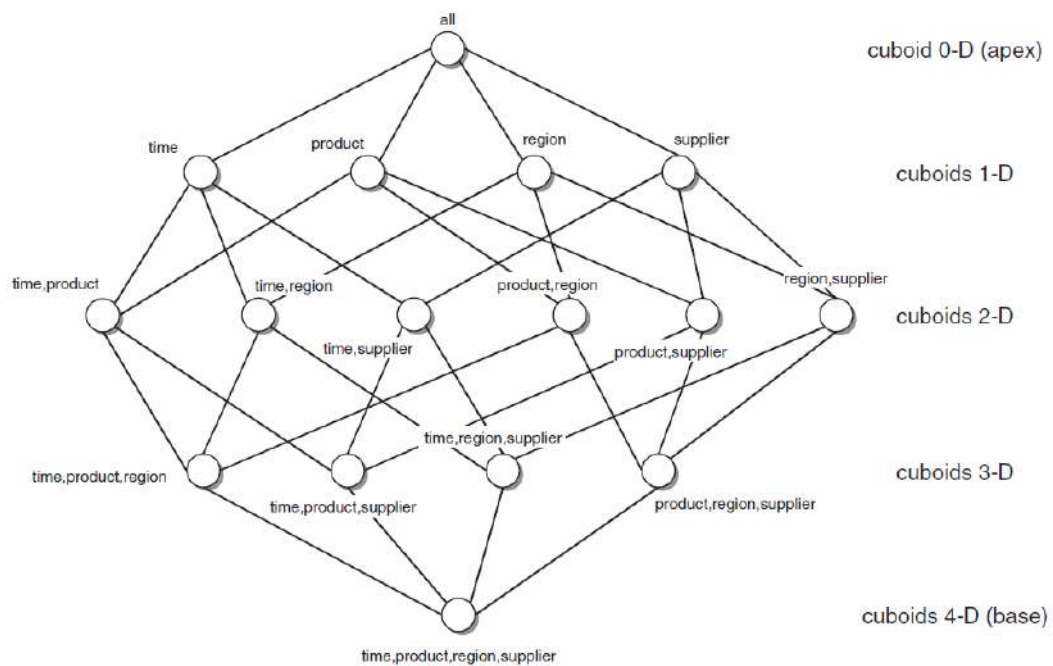 all
cuboid 0-D (apex)
time
product
region
supplier
cuboids 1-D
time,product
time,region
product,region
region,supplier
cuboids 2-D
time,supplier
product,supplier
time,region,supplier
time,product,region
cuboids 3-D
time,product,supplier
product,region,supplier
cuboids 4-D (base)
time,product,region,supplier